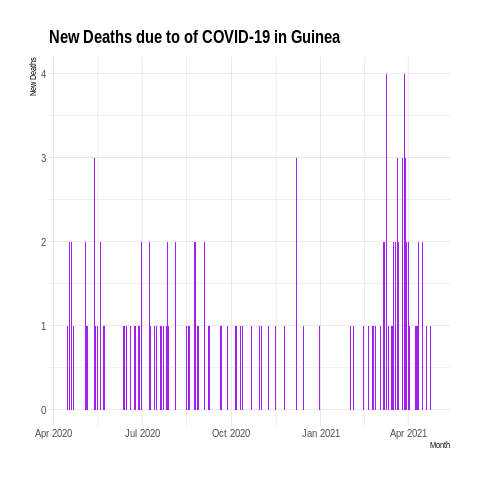 New Deaths due to of COVID-19 in Guinea
New Deaths
4
3
2
1
0
Apr 2020 Jul 2020 Oct 2020 Jan 2021 Apr 2021
Month